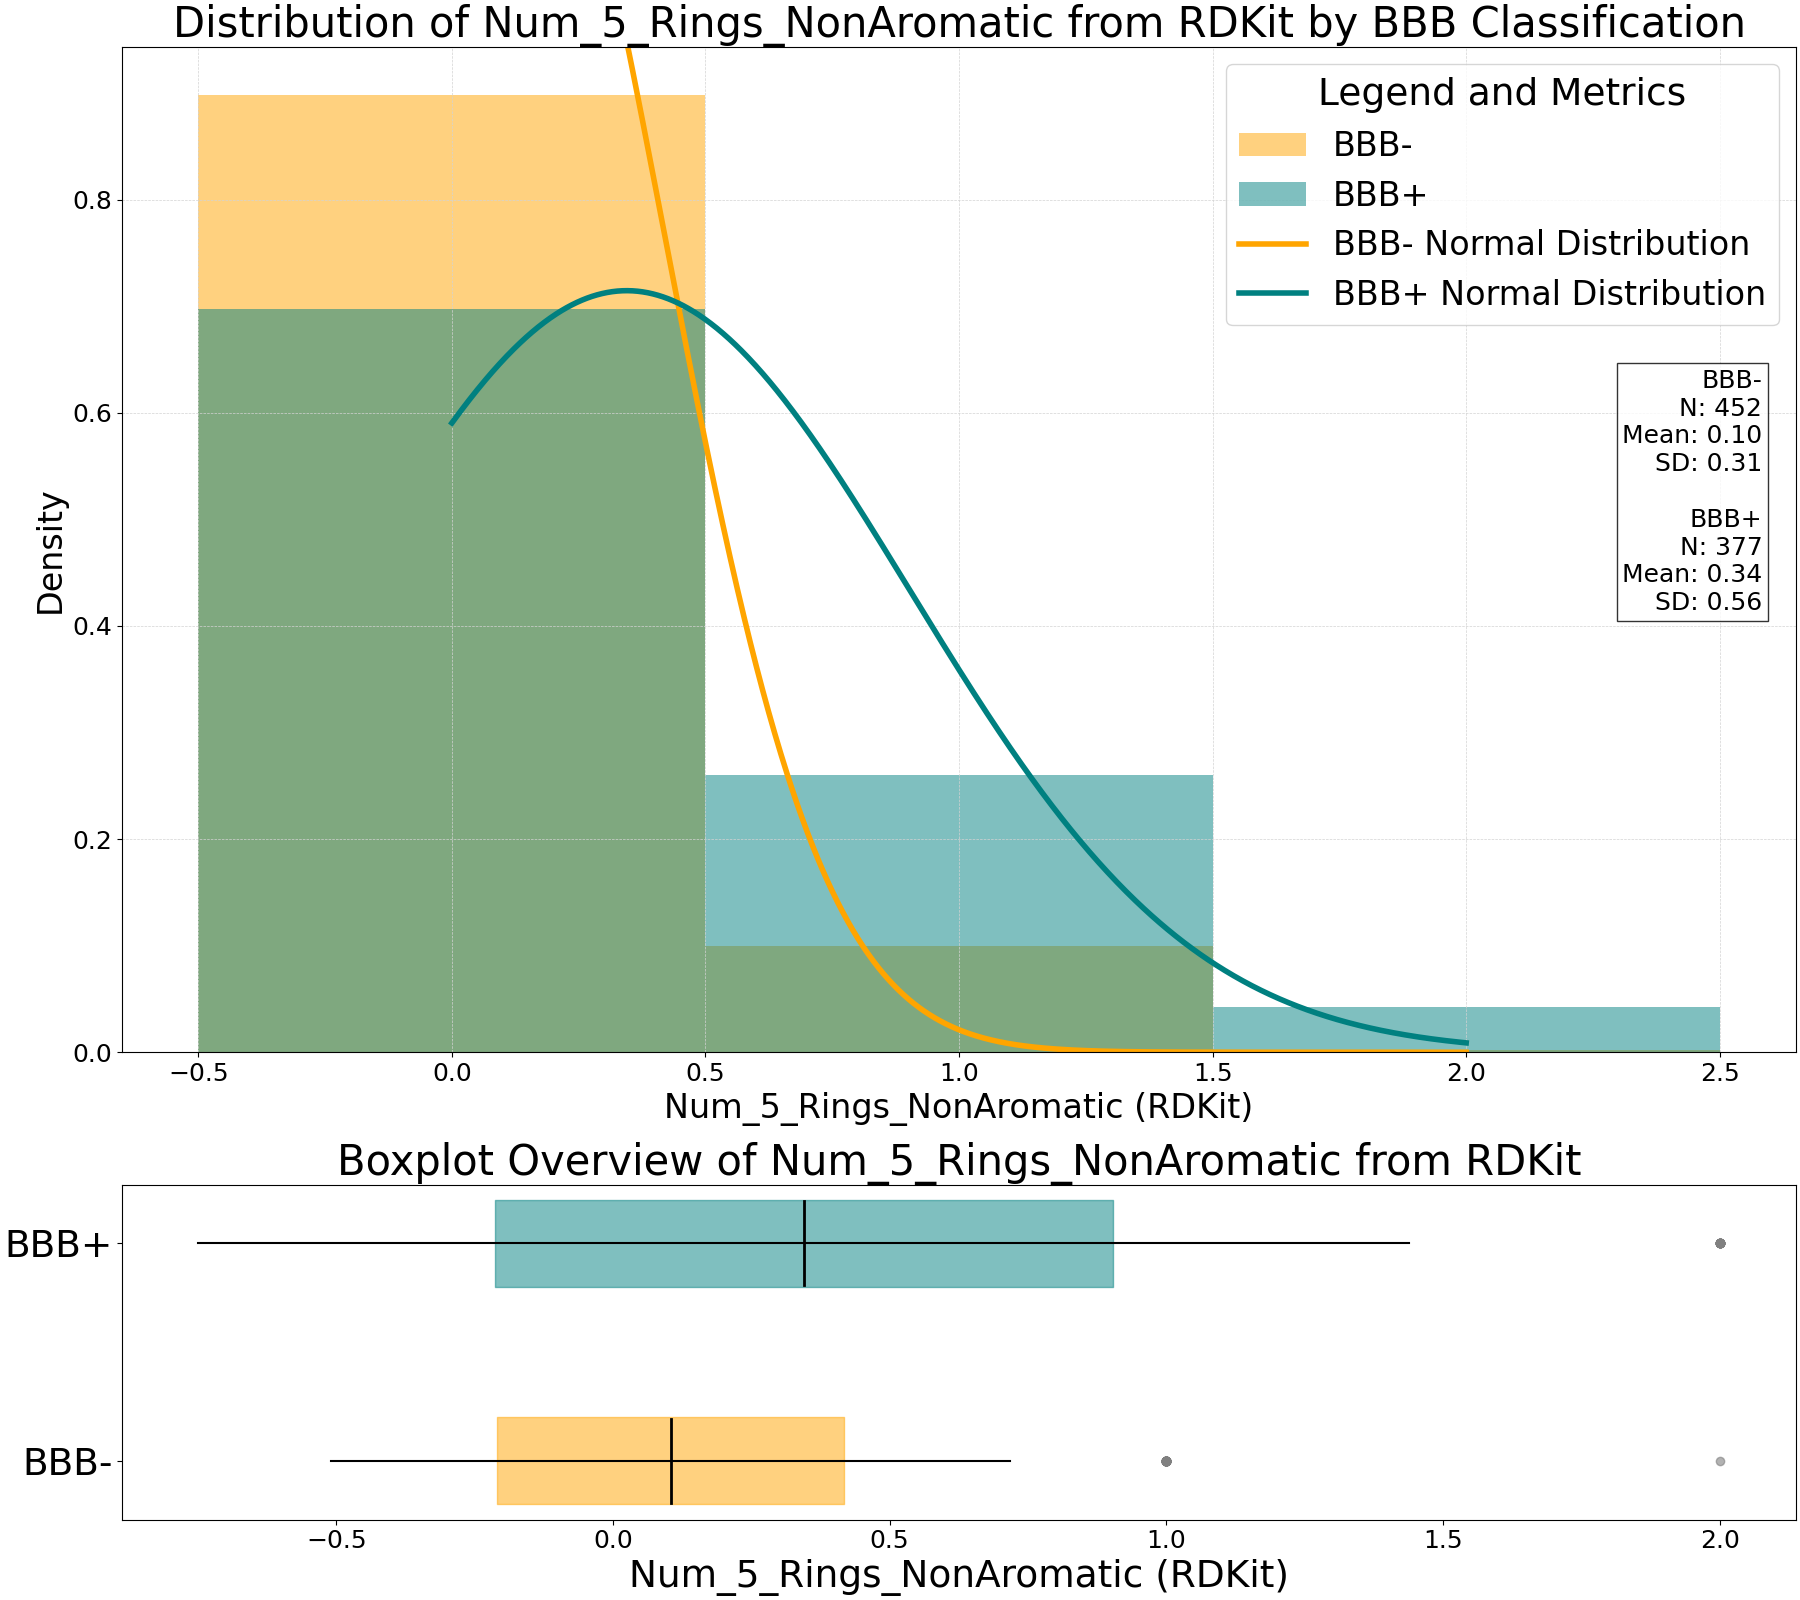 Distribution of Num_5_Rings_NonAromatic from RDKit by BBB Classification
Legend and Metrics
BBB-
BBB+
BBB- Normal Distribution
BBB+ Normal Distribution
BBB-
N: 452
Mean: 0.10
SD: 0.31
BBB+
N: 377
Mean: 0.34
SD: 0.56
Density
0.8
0.6
0.4
0.2
0.0
−0.5 0.0 0.5 1.0 1.5 2.0 2.5
Num_5_Rings_NonAromatic (RDKit)
Boxplot Overview of Num_5_Rings_NonAromatic from RDKit
BBB+
BBB-
−0.5 0.0 0.5 1.0 1.5 2.0
Num_5_Rings_NonAromatic (RDKit)